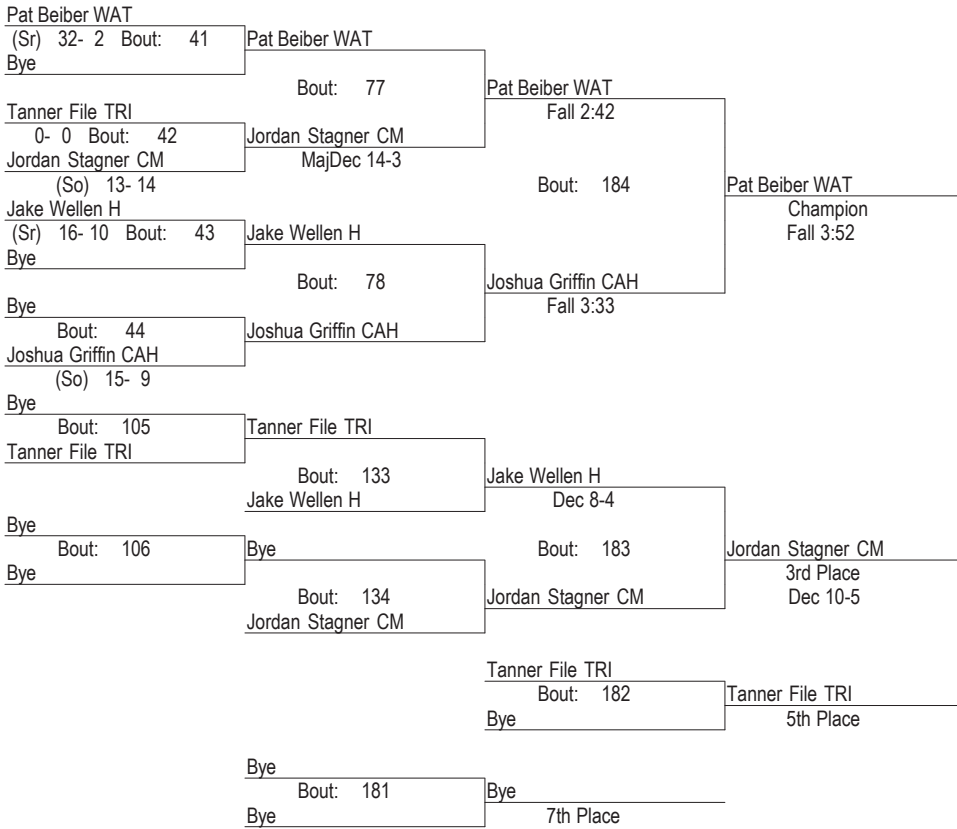 Pat Beiber WAT
(Sr) 32- 2 Bout: 41 Pat Beiber WAT
Bye
Bout: 77 Pat Beiber WAT
Tanner File TRI Fall 2:42
0- 0 Bout: 42 Jordan Stagner CM
Jordan Stagner CM MajDec 14-3
(So) 13- 14 Bout: 184 Pat Beiber WAT
Jake Wellen H Champion
(Sr) 16- 10 Bout: 43 Jake Wellen H Fall 3:52
Bye
Bout: 78 Joshua Griffin CAH
Bye Fall 3:33
Bout: 44 Joshua Griffin CAH
Joshua Griffin CAH
(So) 15- 9
Bye
Bout: 105 Tanner File TRI
Tanner File TRI
Bout: 133 Jake Wellen H
Jake Wellen H Dec 8-4
Bye
Bout: 106 Bye Bout: 183 Jordan Stagner CM
Bye 3rd Place
Bout: 134 Jordan Stagner CM Dec 10-5
Jordan Stagner CM
Tanner File TRI
Bout: 182 Tanner File TRI
Bye 5th Place
Bye
Bout: 181 Bye
Bye 7th Place